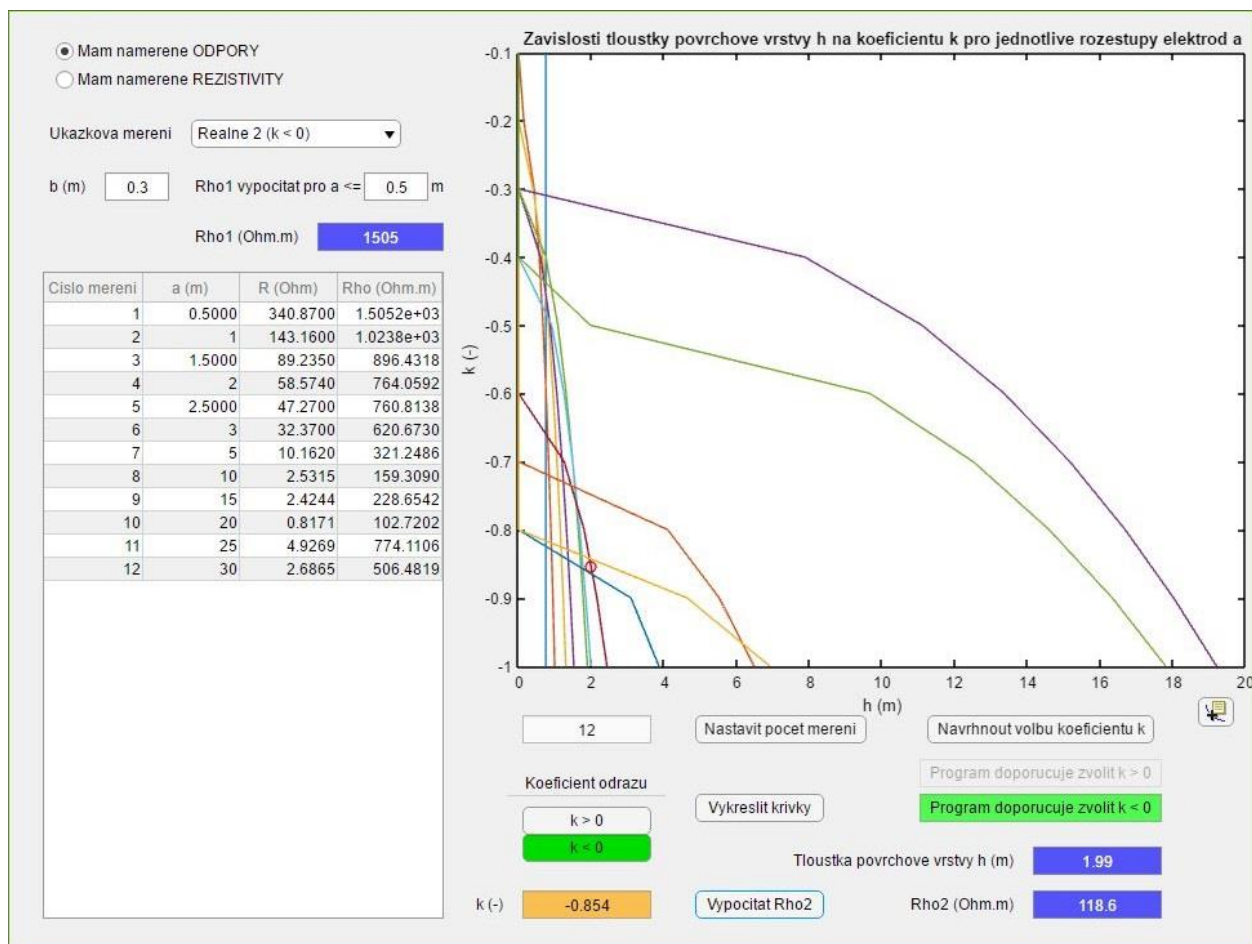 Mam namerene ODPORY
Mam namerene REZISTIVITY
Ukazkova mereni Realne 2 (k < 0)
b (m) 0.3 Rho1 vypocitat pro a <= 0.5 m
Rho1 (Ohm.m) 1505
Cislo mereni a (m) R (Ohm) Rho (Ohm.m)
1 0.5000 340.8700 1.5052e+03
2 1 143.1600 1.0238e+03
3 1.5000 89.2350 896.4318
4 2 58.5740 764.0592
5 2.5000 47.2700 760.8138
6 3 32.3700 620.6730
7 5 10.1620 321.2486
8 10 2.5315 159.3090
9 15 2.4244 228.6542
10 20 0.8171 102.7202
11 25 4.9269 774.1106
12 30 2.6865 506.4819
Zavislosti tloustky povrchove vrstvy h na koeficientu k pro jednotlive rozestupy elektrod a
-0.1
-0.2
-0.3
-0.4
-0.5
-0.6
-0.7
-0.8
-0.9
-1
k (-)
0 2 4 6 8 10 12 14 16 18 20
h (m)
12 Nastavit pocet mereni Navrhnout volbu koeficientu k
Program doporucuje zvolit k > 0
Koeficient odrazu
Program doporucuje zvolit k < 0
k > 0 Vykreslit krivky
k < 0
Tloustka povrchove vrstvy h (m) 1.99
k (-) -0.854 Vypocitat Rho2 Rho2 (Ohm.m) 118.6